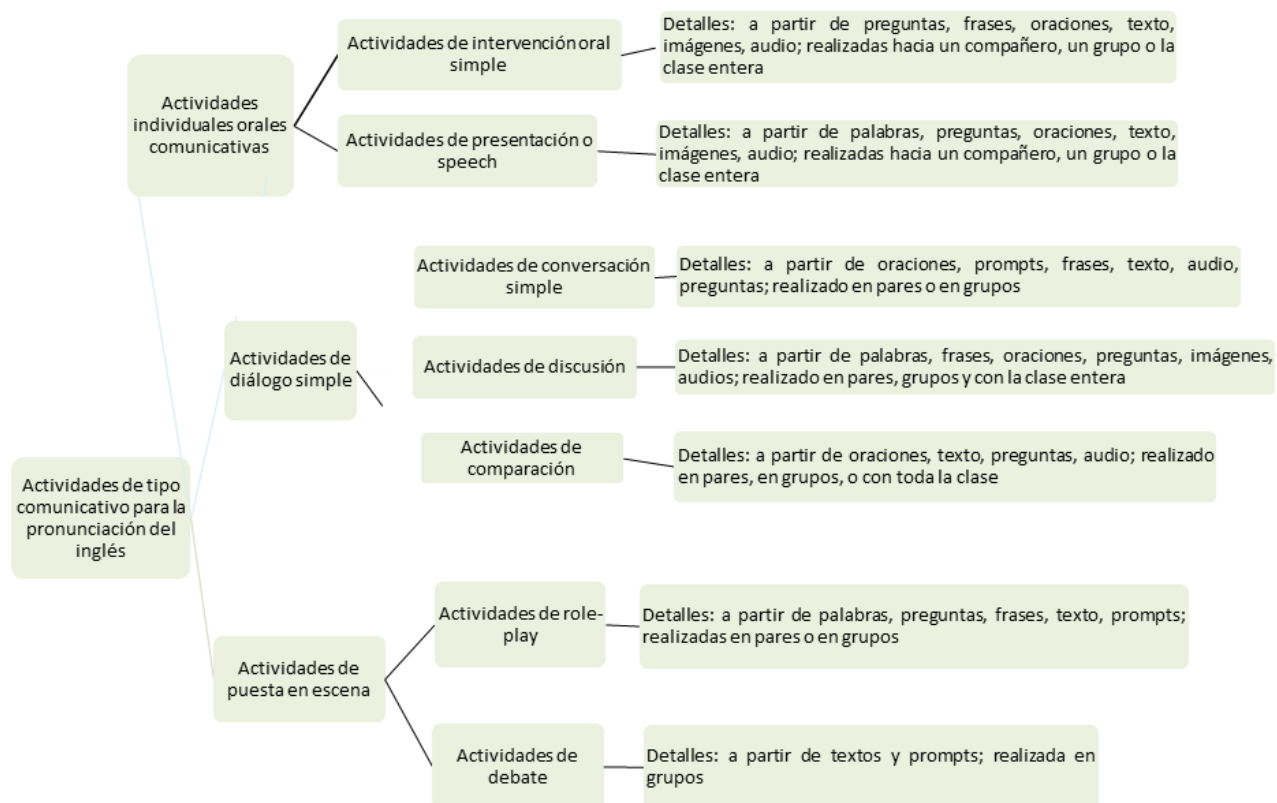 Actividades individuales orales comunicativas
Actividades de intervención oral
simple
Detalles: a partir de preguntas, frases, oraciones, texto,
imágenes, audio; realizadas hacia un compañero, un grupo o la
clase entera
Actividades de presentación o
speech
Detalles: a partir de palabras, preguntas, oraciones, texto,
imágenes, audio; realizadas hacia un compañero, un grupo o la
clase entera
Actividades de
diálogo simple
Actividades de conversación
simple
Detalles: a partir de oraciones, prompts, frases, texto, audio,
preguntas; realizado en pares o en grupos
Actividades de discusión
Detalles: a partir de palabras, frases, oraciones, preguntas, imágenes,
audios; realizado en pares, grupos y con la clase entera
Actividades de
comparación
Detalles: a partir de oraciones, texto, preguntas, audio; realizado
en pares, en grupos, o con toda la clase
Actividades de tipo
comunicativo para la
pronunciación del
inglés
Actividades de
puesta en escena
Actividades de role-
play
Detalles: a partir de palabras, preguntas, frases, texto, prompts;
realizadas en pares o en grupos
Actividades de
debate
Detalles: a partir de textos y prompts; realizada en
grupos